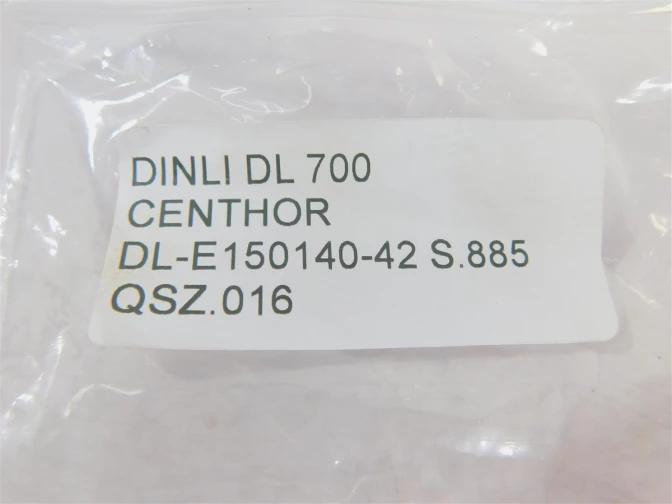 DINLI DL 700
CENTHOR
DL-E150140-42 S.885
QSZ.016